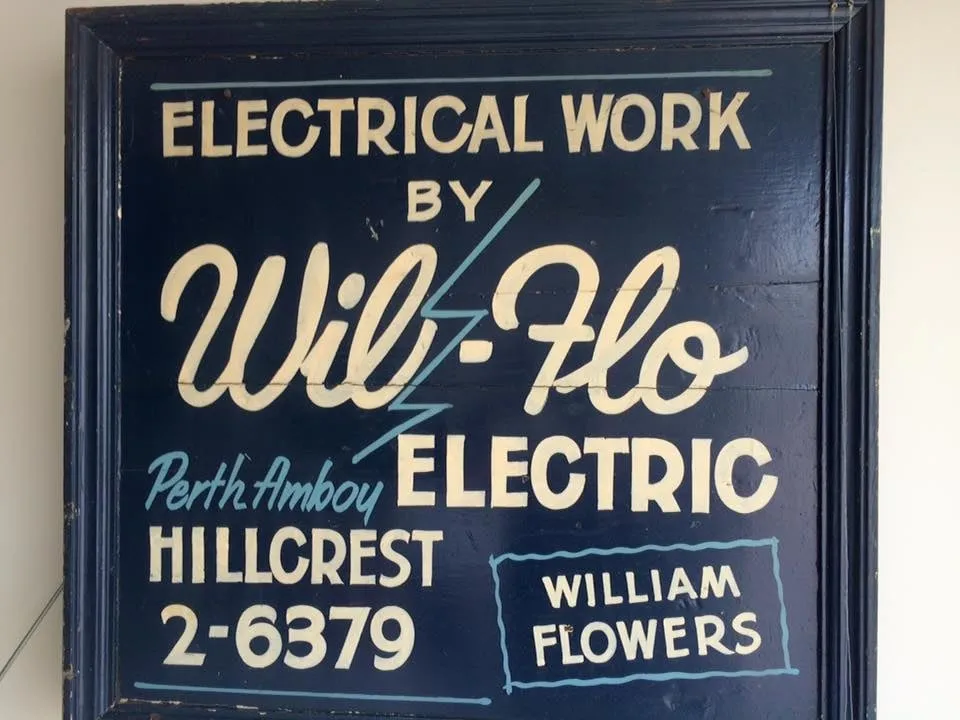 ELECTRICAL WORK
BY
Wil-Flo
ELECTRIC
Perth Amboy
HILLCREST
2-6379
WILLIAM
FLOWERS